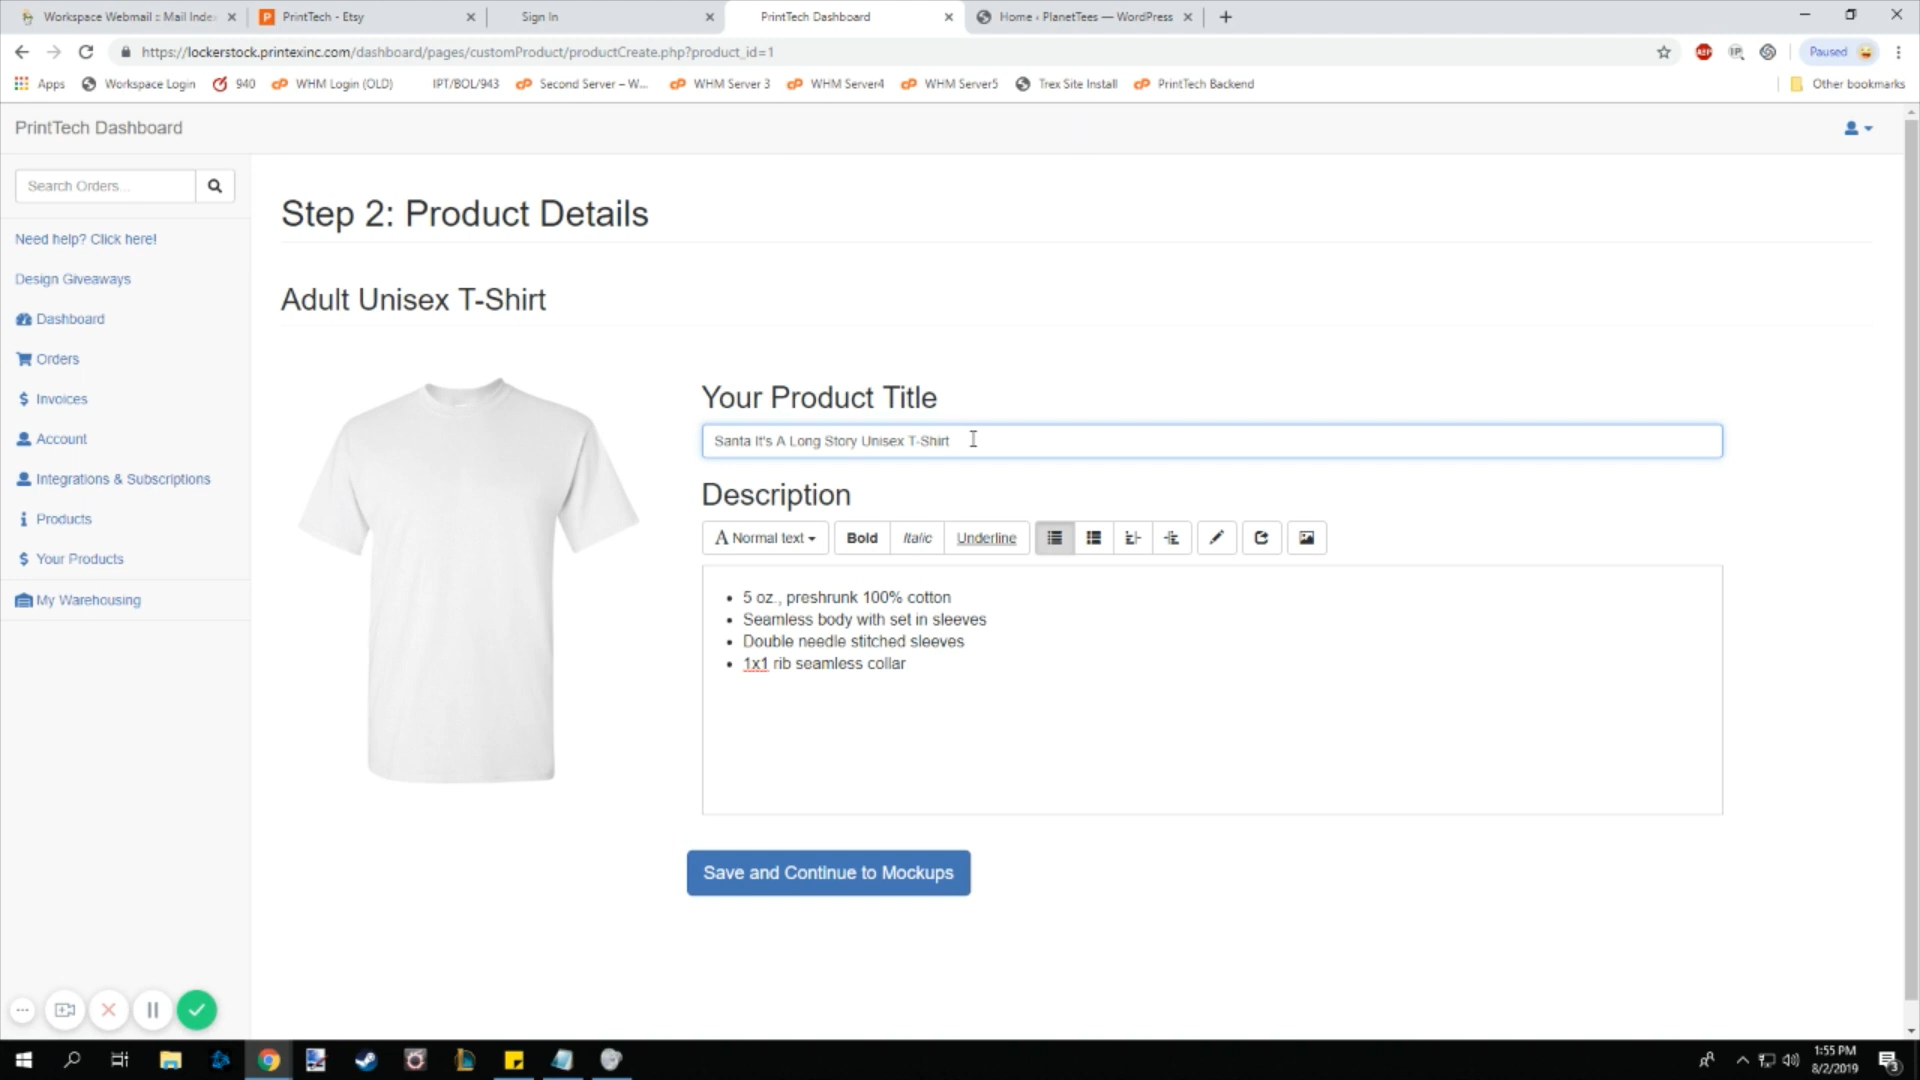 Workspace Webmail :: Mail Index
PrintTech - Etsy
Sign In
PrintTech Dashboard
Home ‹ PlanetTees — WordPress
https://lockerstock.printexinc.com/dashboard/pages/customProduct/productCreate.php?product_id=1
ABP
Paused
Apps
Workspace Login
940
WHM Login (OLD)
IPT/BOL/943
Second Server – W...
WHM Server 3
WHM Server4
WHM Server5
Trex Site Install
PrintTech Backend
Other bookmarks
PrintTech Dashboard
Search Orders...
Need help? Click here!
Design Giveaways
Dashboard
Orders
Invoices
Account
Integrations & Subscriptions
Products
Your Products
My Warehousing
Step 2: Product Details
Adult Unisex T-Shirt
Your Product Title
Santa It's A Long Story Unisex T-Shirt
Description
A Normal text
Bold
Italic
Underline
• 5 oz., preshrunk 100% cotton
• Seamless body with set in sleeves
• Double needle stitched sleeves
• 1x1 rib seamless collar
Save and Continue to Mockups
1:55 PM
8/2/2019
3